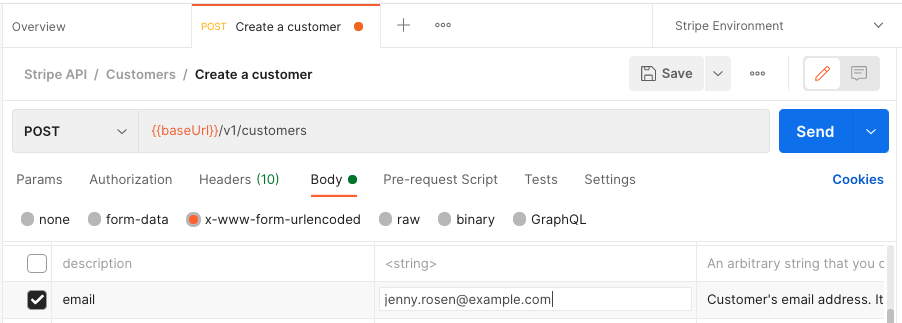 Overview
POST Create a customer
Stripe Environment
Stripe API / Customers / Create a customer
Save
POST
{{baseUrl}}/v1/customers
Send
Params Authorization Headers (10) Body Pre-request Script Tests Settings Cookies
none form-data x-www-form-urlencoded raw binary GraphQL
description <string> An arbitrary string that you c
email jenny.rosen@example.com Customer's email address. It